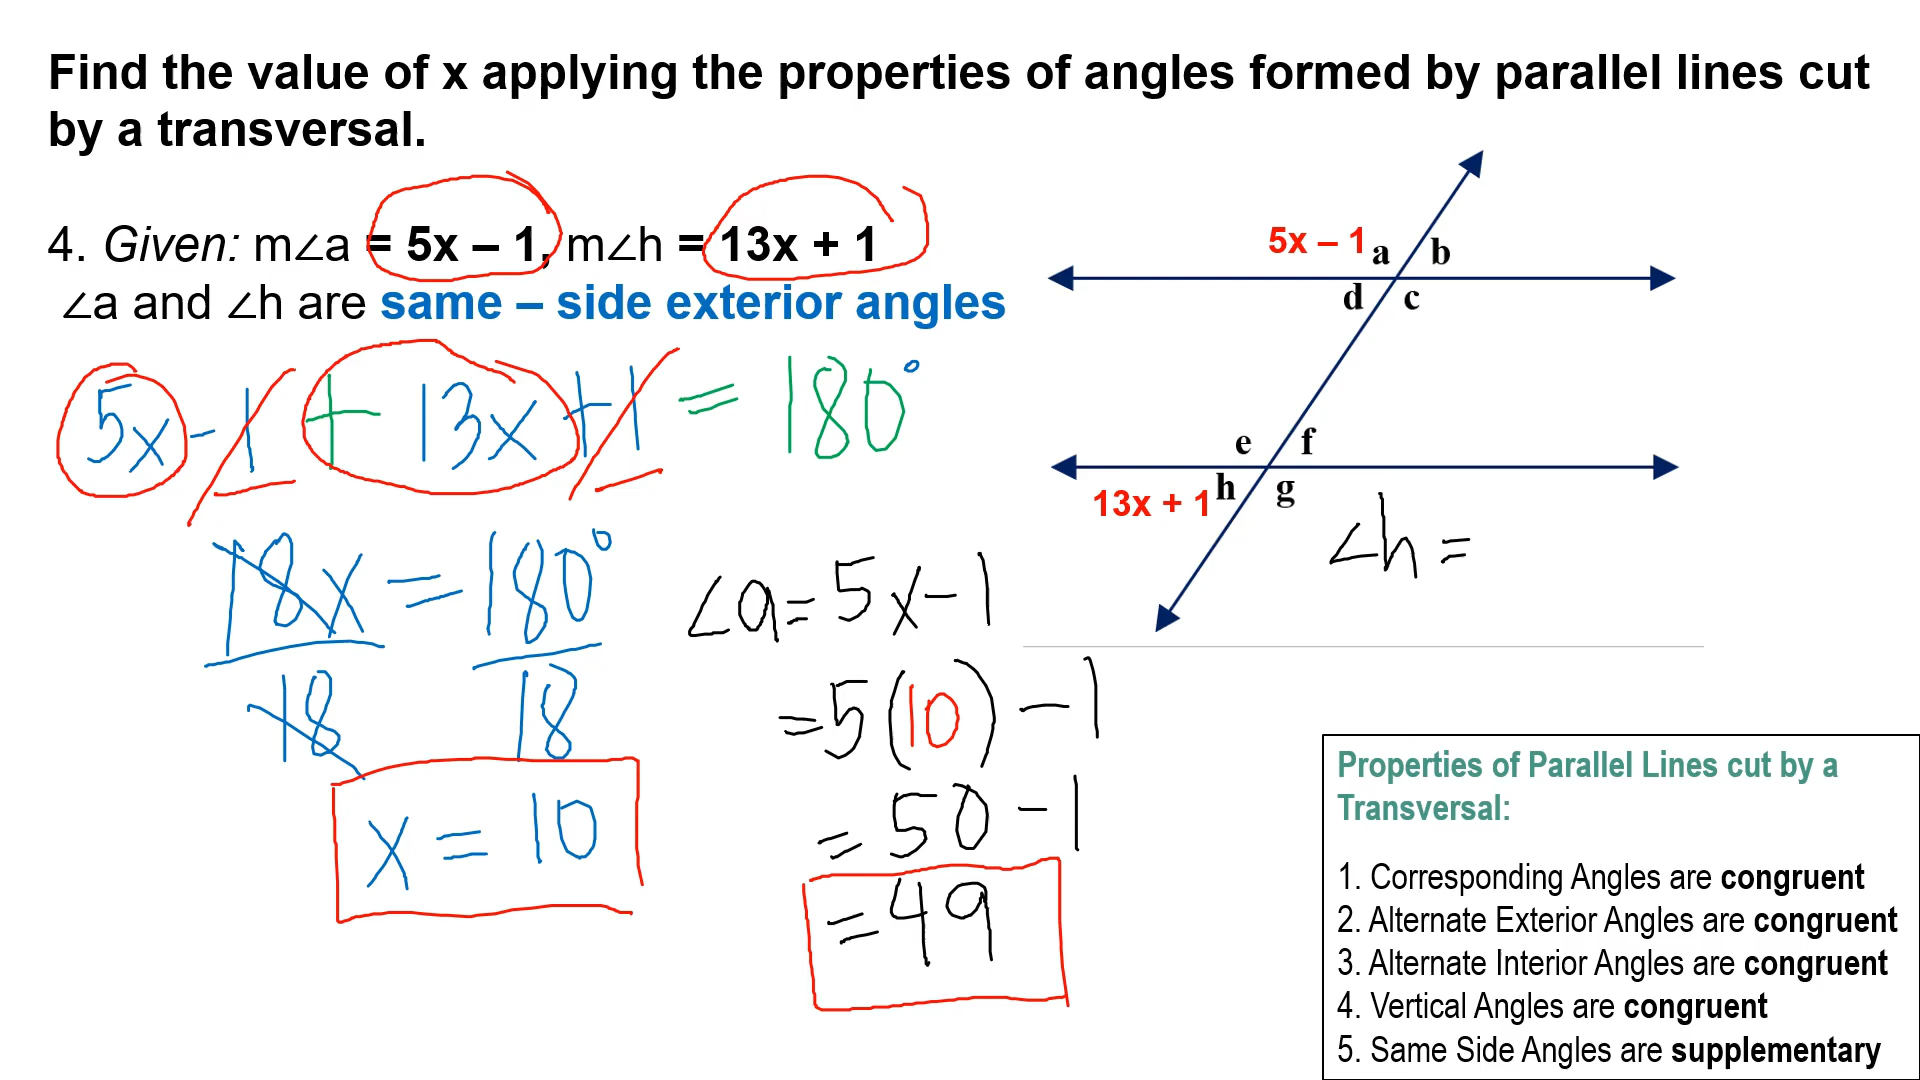 Find the value of x applying the properties of angles formed by parallel lines cut
by a transversal.
4. Given: m∠a = 5x – 1, m∠h = 13x + 1
∠a and ∠h are same – side exterior angles
5x - 1 + 13x + 1 = 180°
18x = 180°
18 18
x = 10
∠a = 5x - 1
= 5(10) - 1
= 50 - 1
= 49
5x – 1 a b
d c
e f
13x + 1 h g
∠h =
Properties of Parallel Lines cut by a
Transversal:
1. Corresponding Angles are congruent
2. Alternate Exterior Angles are congruent
3. Alternate Interior Angles are congruent
4. Vertical Angles are congruent
5. Same Side Angles are supplementary